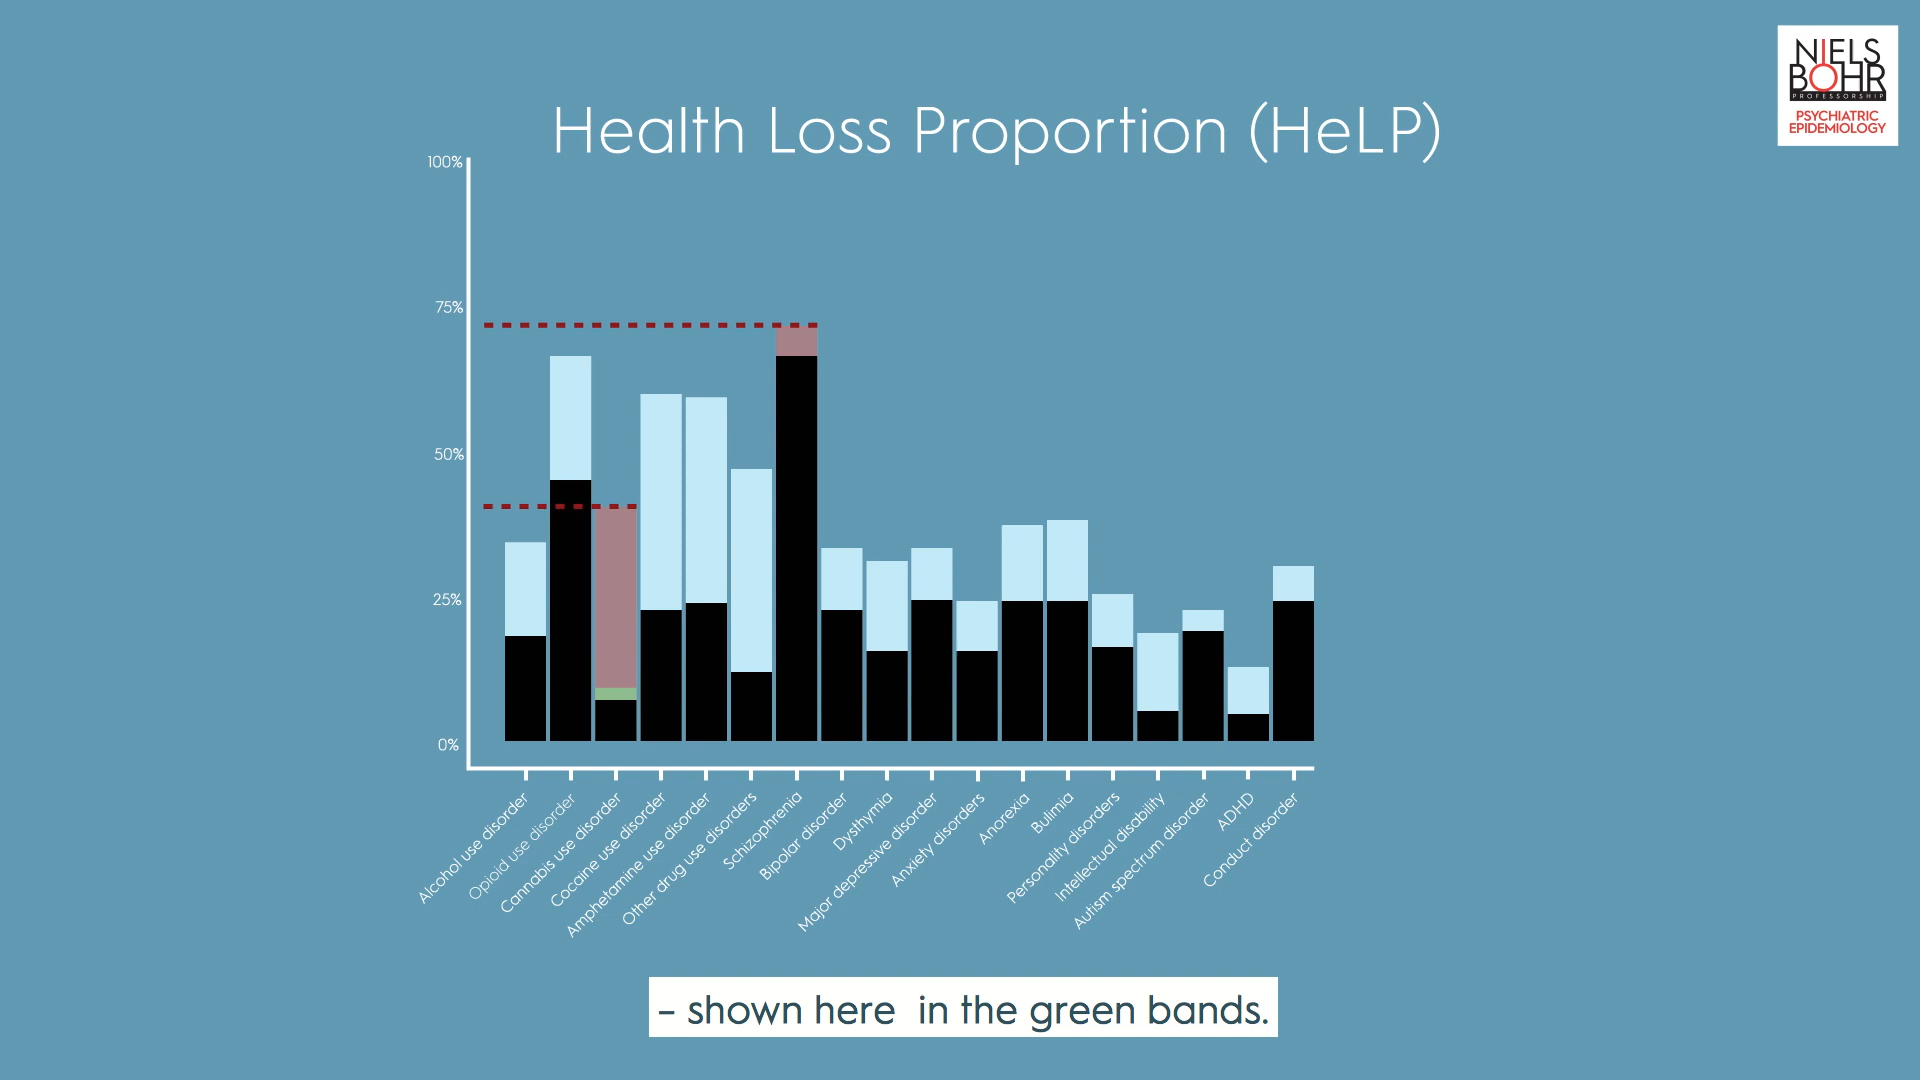 NIELS
BOHR
PROFESSORSHIP
PSYCHIATRIC
EPIDEMIOLOGY
Health Loss Proportion (HeLP)
100%
75%
50%
25%
0%
Alcohol use disorder
Opioid use disorder
Cannabis use disorder
Cocaine use disorder
Amphetamine use disorder
Other drug use disorders
Schizophrenia
Bipolar disorder
Dysthymia
Major depressive disorder
Anxiety disorders
Anorexia
Bulimia
Personality disorders
Intellectual disability
Autism spectrum disorder
ADHD
Conduct disorder
– shown here  in the green bands.